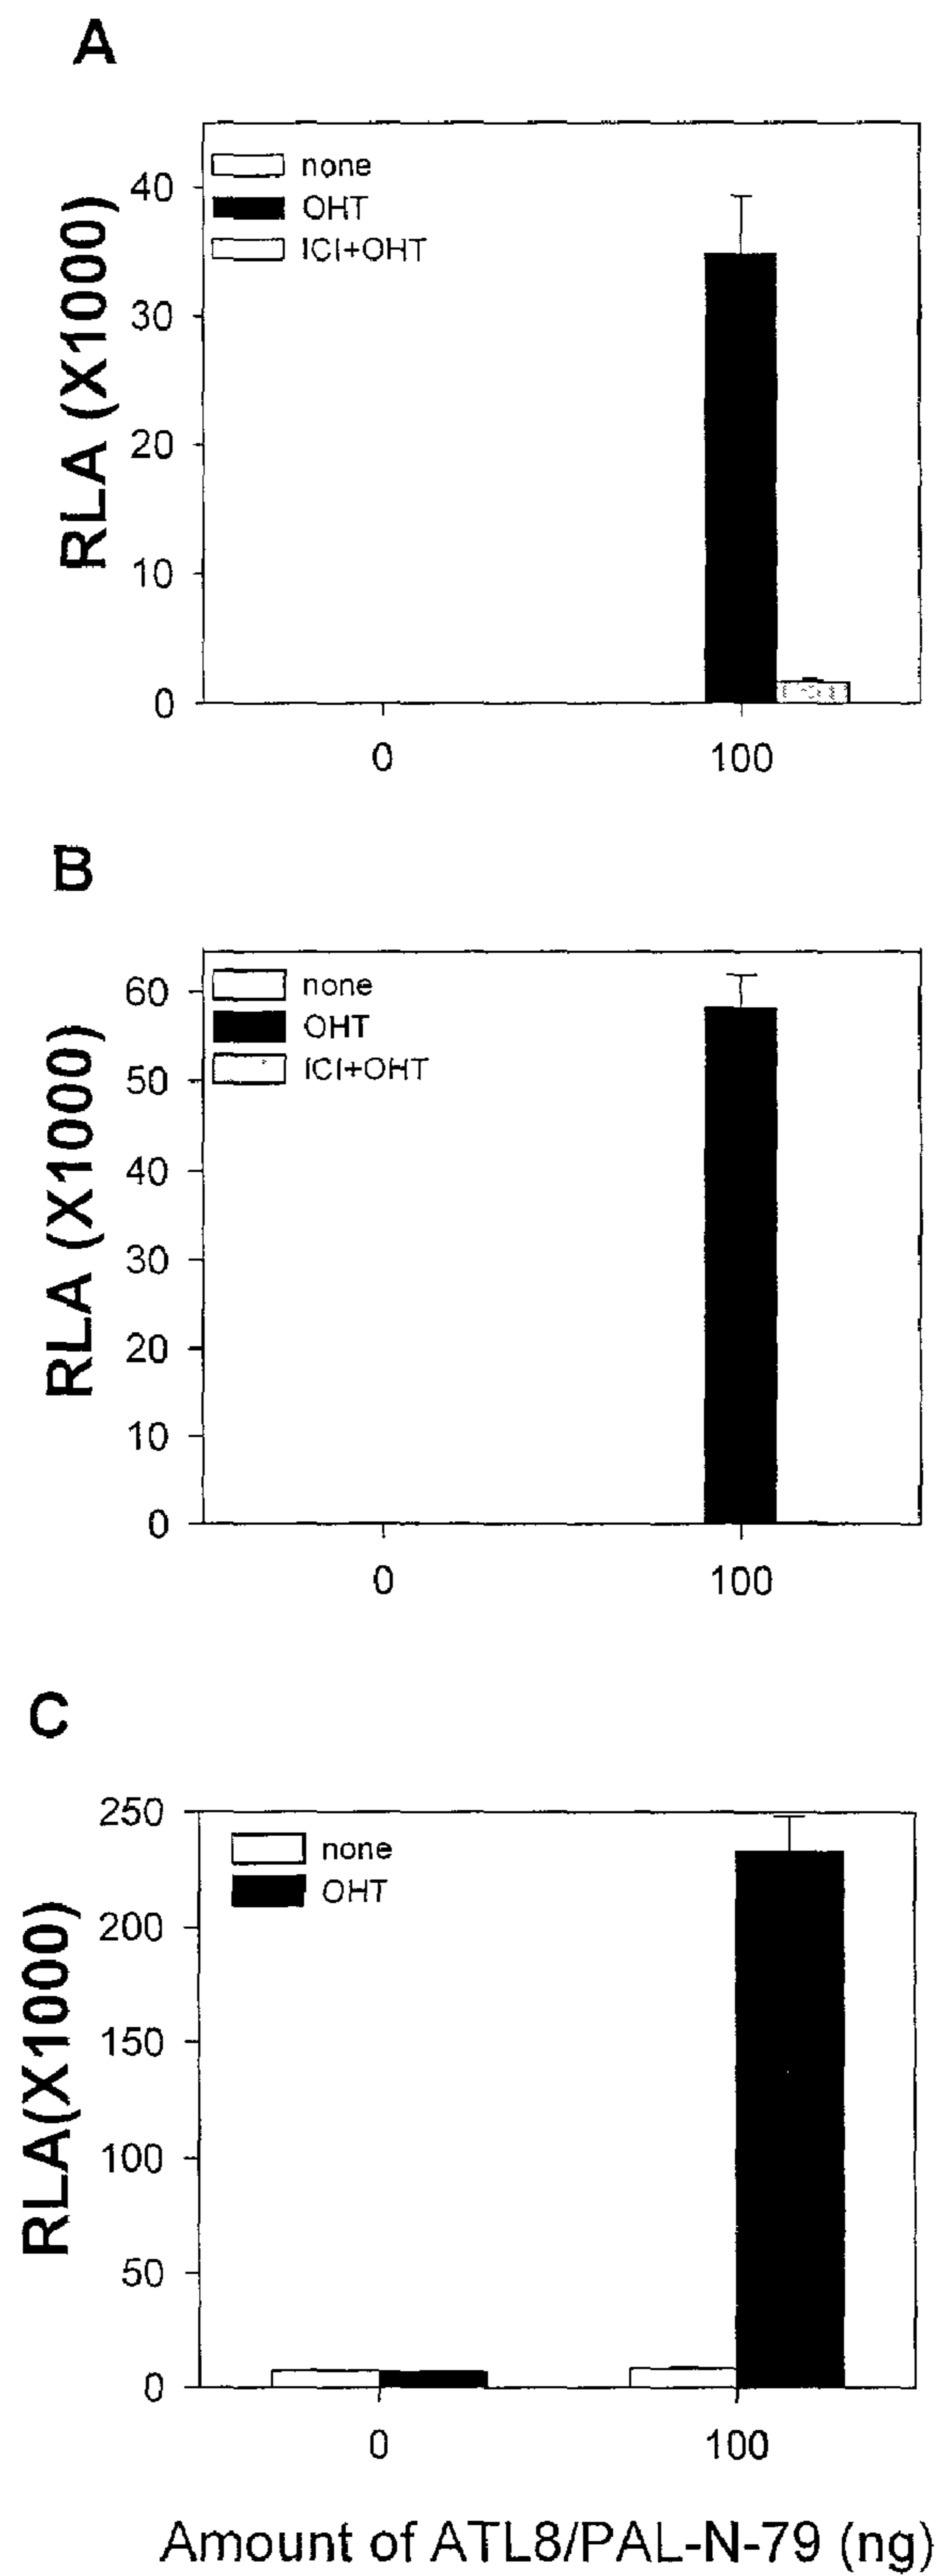 A
none
OHT
ICI+OHT
RLA (X1000)
40
30
20
10
0
0
100
B
none
OHT
ICI+OHT
RLA (X1000)
60
50
40
30
20
10
0
0
100
C
none
OHT
RLA(X1000)
250
200
150
100
50
0
0
100
Amount of ATL8/PAL-N-79 (ng)